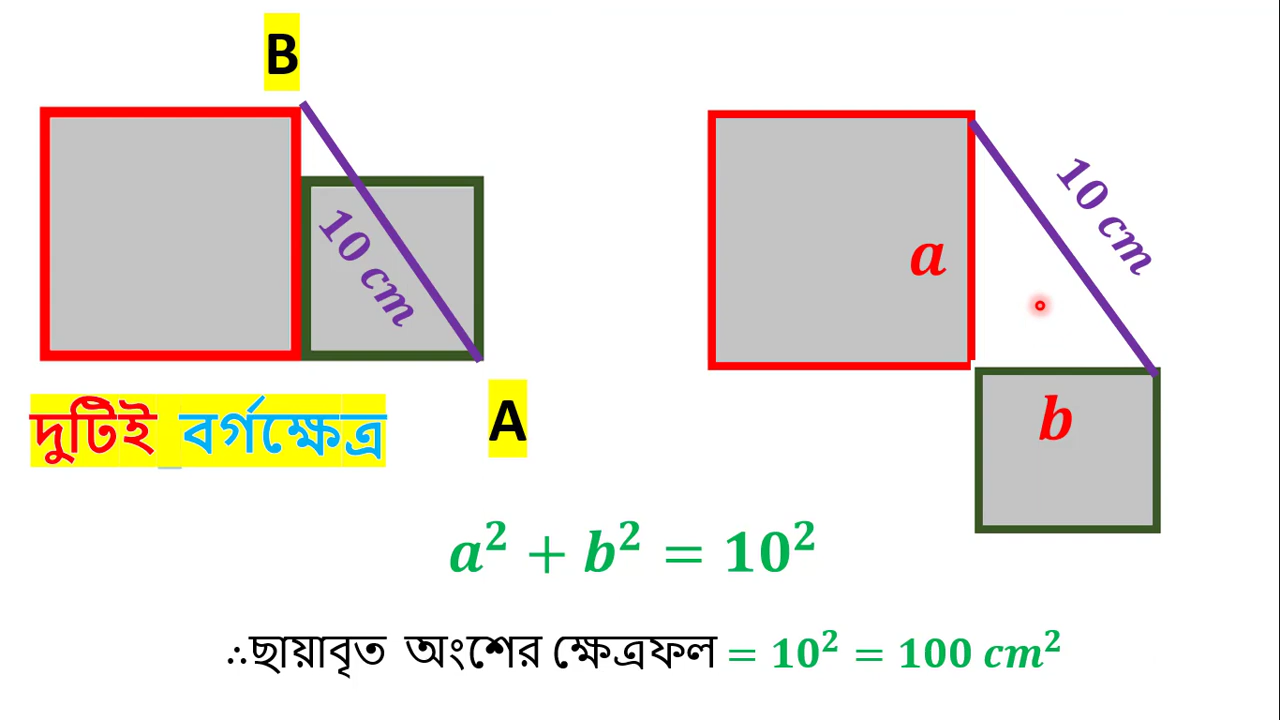 B
10 cm
10 cm
a
দুটিই বর্গক্ষেত্র
A
b
a² + b² = 10²
∴ছায়াবৃত অংশের ক্ষেত্রফল = 10² = 100 cm²